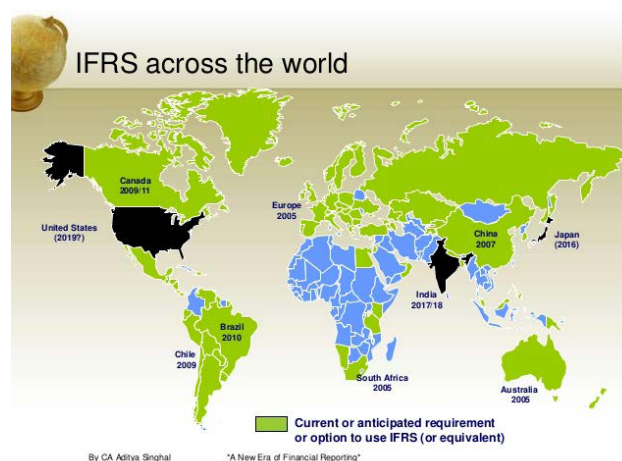 IFRS across the world
Canada
2009/11
United States
(2019?)
Europe
2005
China
2007
Japan
(2016)
India
2017/18
Brazil
2010
Chile
2009
South Africa
2005
Australia
2005
Current or anticipated requirement
or option to use IFRS (or equivalent)
By CA Aditya Singhal
"A New Era of Financial Reporting"